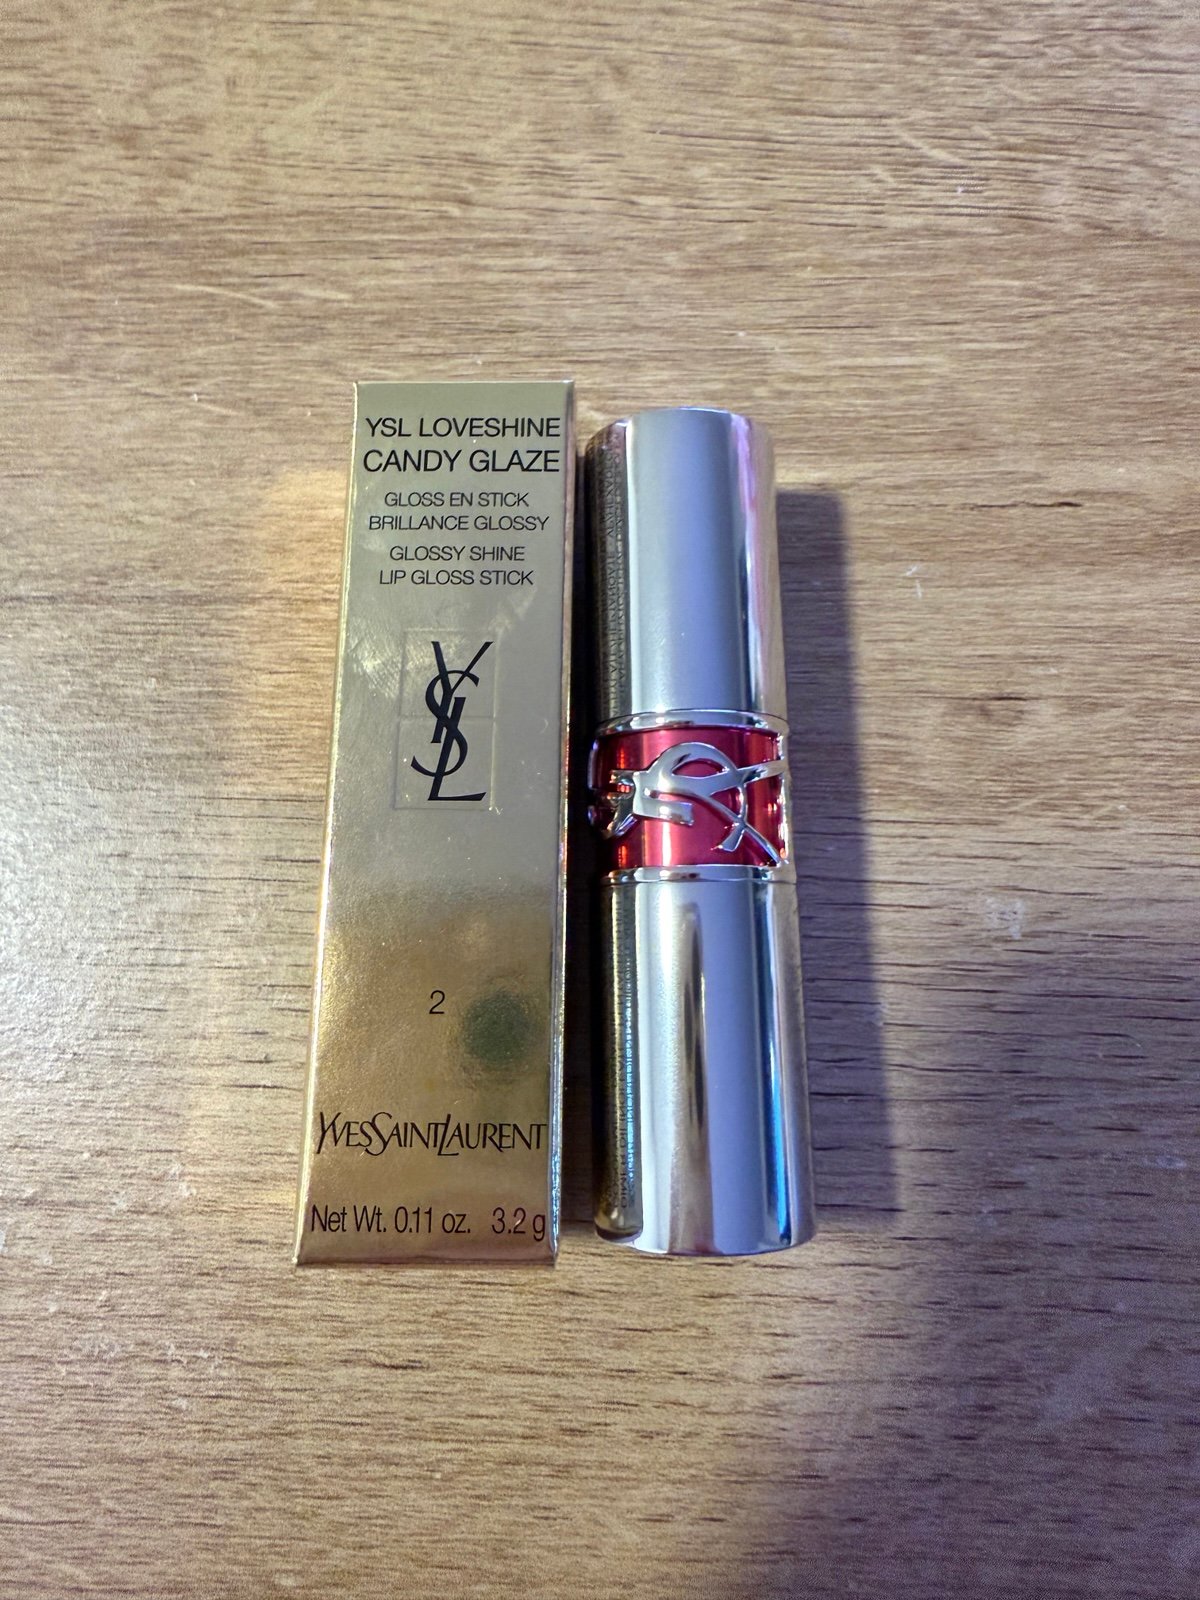 YSL LOVESHINE
CANDY GLAZE
GLOSS EN STICK
BRILLANCE GLOSSY
GLOSSY SHINE
LIP GLOSS STICK
YSL
2
YVESSAINTLAURENT
Net Wt. 0.11 oz. 3.2 g